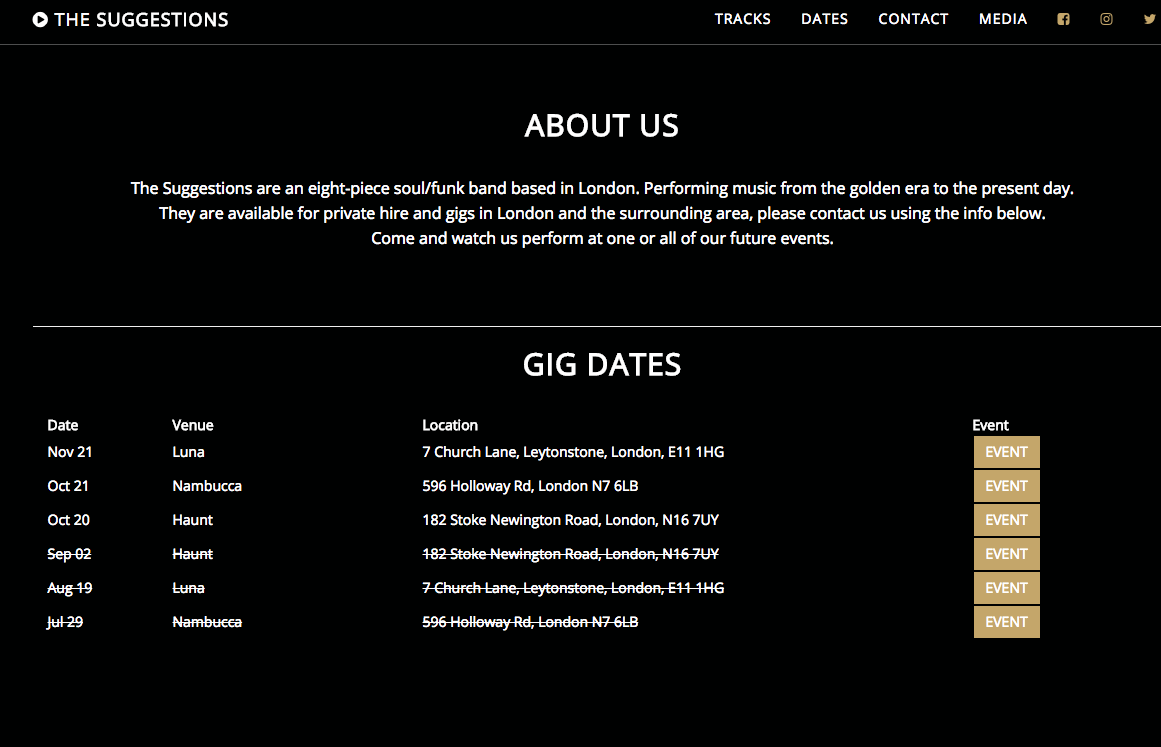 THE SUGGESTIONS TRACKS DATES CONTACT MEDIA
ABOUT US
The Suggestions are an eight-piece soul/funk band based in London. Performing music from the golden era to the present day.
They are available for private hire and gigs in London and the surrounding area, please contact us using the info below.
Come and watch us perform at one or all of our future events.
GIG DATES
Date Venue Location Event
Nov 21 Luna 7 Church Lane, Leytonstone, London, E11 1HG EVENT
Oct 21 Nambucca 596 Holloway Rd, London N7 6LB EVENT
Oct 20 Haunt 182 Stoke Newington Road, London, N16 7UY EVENT
Sep 02 Haunt 182 Stoke Newington Road, London, N16 7UY EVENT
Aug 19 Luna 7 Church Lane, Leytonstone, London, E11 1HG EVENT
Jul 29 Nambucca 596 Holloway Rd, London N7 6LB EVENT